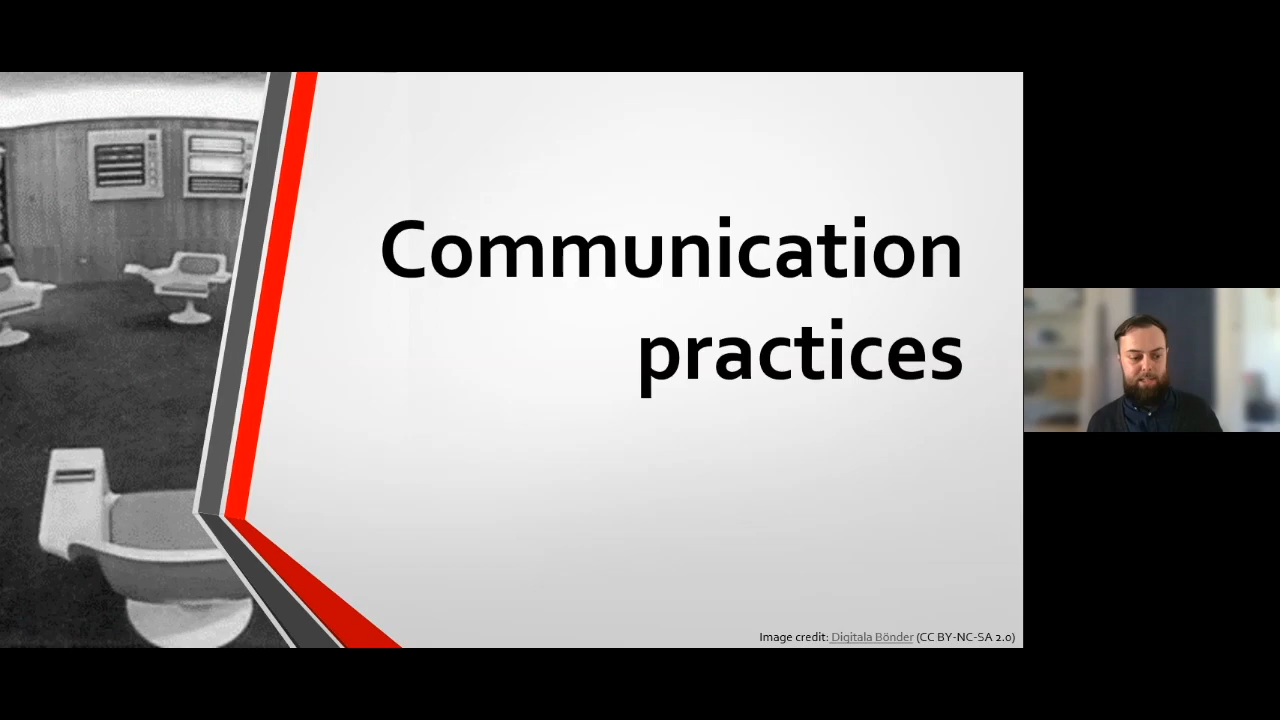 Communication
practices
Image credit: Digitala Bönder (CC BY-NC-SA 2.0)